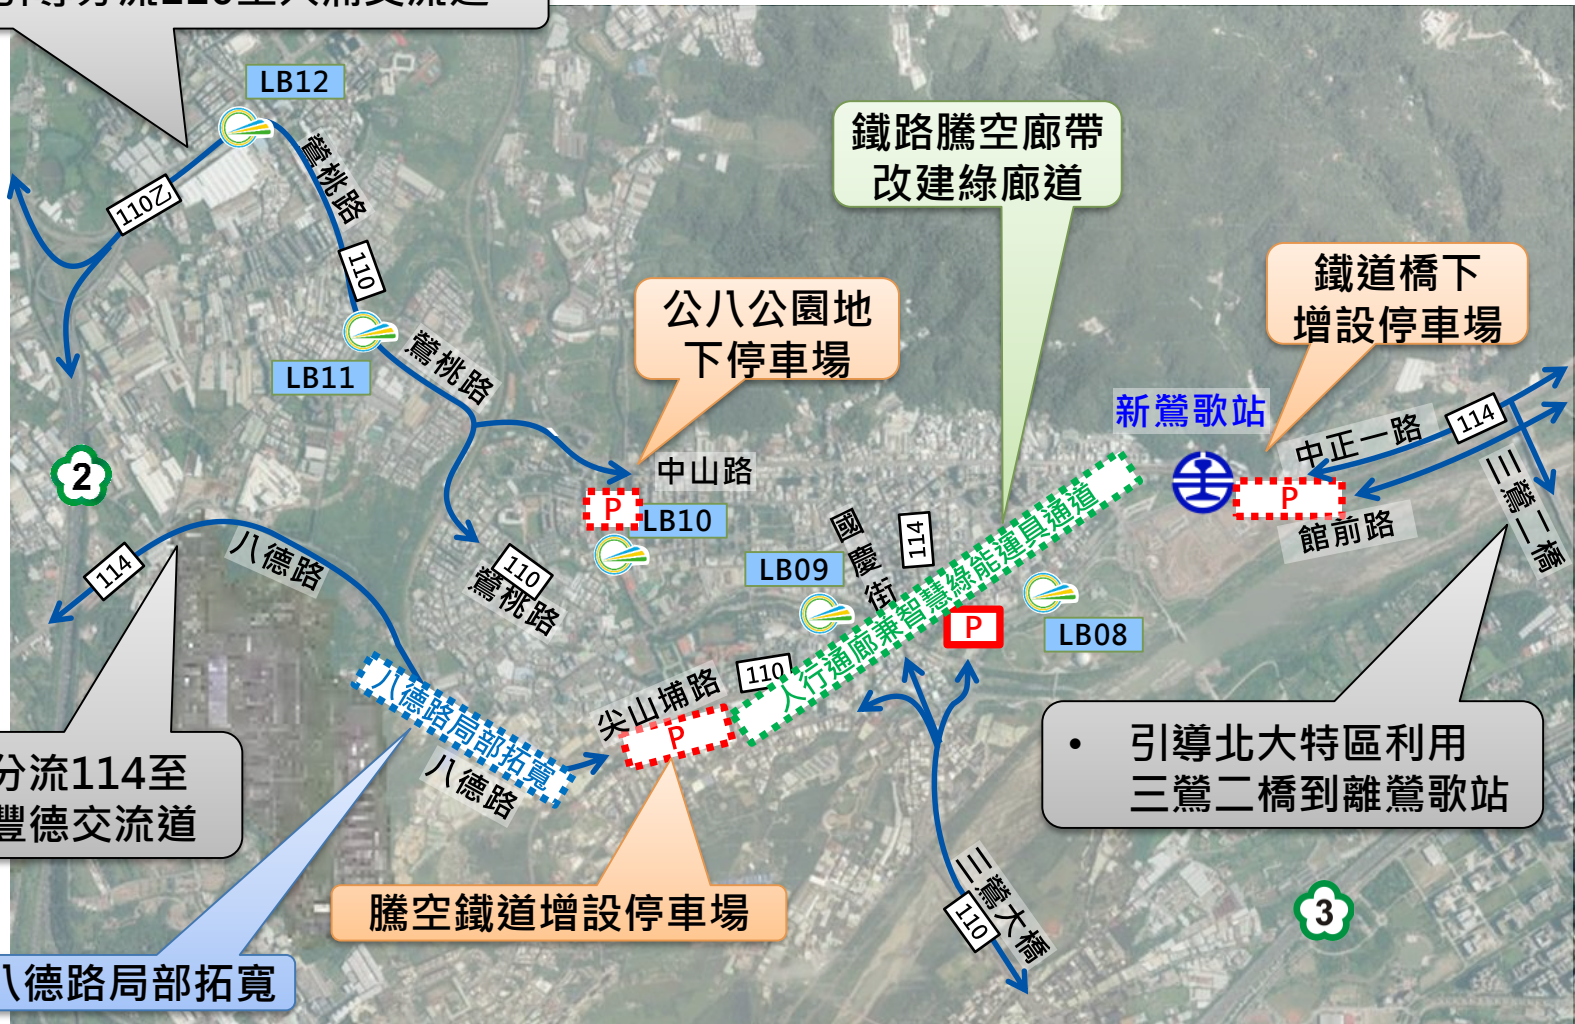 LB12
鶯桃路
110乙
110
鐵路騰空廊帶
改建綠廊道
鐵道橋下
增設停車場
公八公園地
下停車場
LB11
鶯桃路
新鶯歌站
中正一路
114
三鶯二橋
2
中山路
P
LB10
P
館前路
國慶街
114
人行通廊兼智慧綠能運具通道
八德路
114
110
鶯桃路
LB09
P
LB08
八德路局部拓寬
八德路
尖山埔路
110
P
分流114至
豐德交流道
• 引導北大特區利用
三鶯二橋到離鶯歌站
騰空鐵道增設停車場
三鶯大橋
110
3
八德路局部拓寬